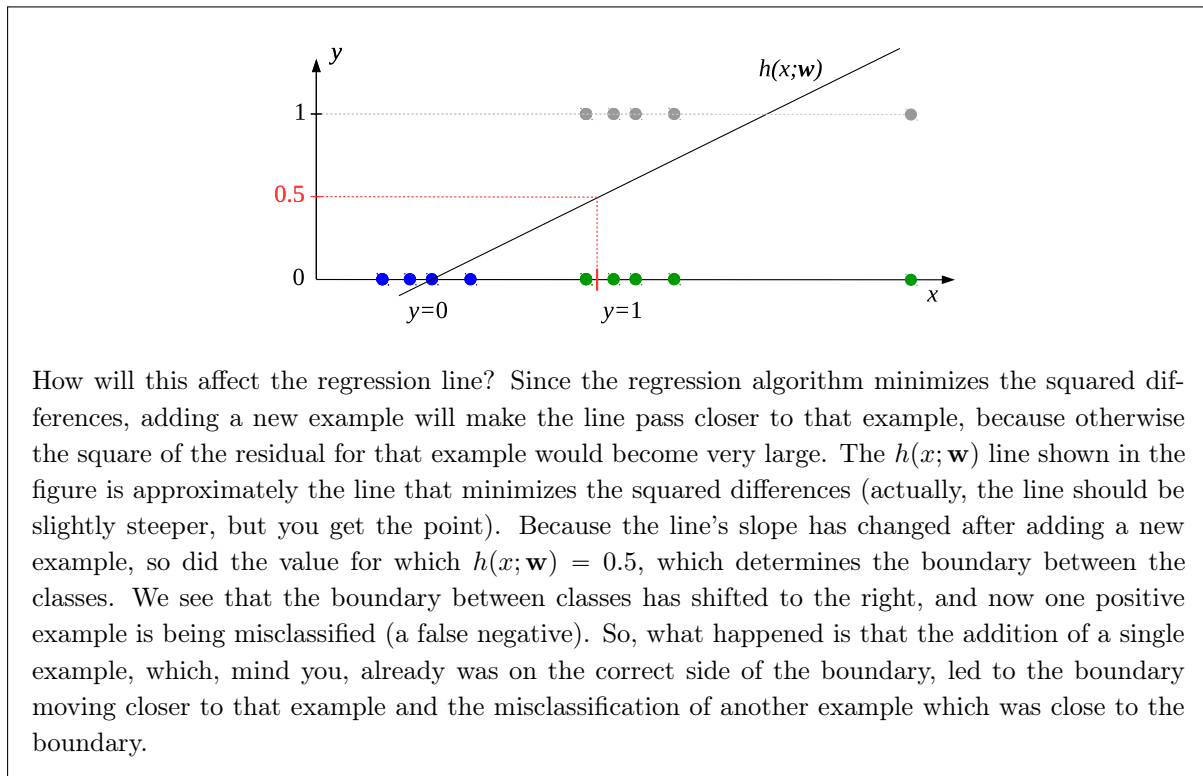 y
h(x;w)
1
0.5
0
x
y=0
y=1
How will this affect the regression line? Since the regression algorithm minimizes the squared dif-
ferences, adding a new example will make the line pass closer to that example, because otherwise
the square of the residual for that example would become very large. The h(x; w) line shown in the
figure is approximately the line that minimizes the squared differences (actually, the line should be
slightly steeper, but you get the point). Because the line's slope has changed after adding a new
example, so did the value for which h(x; w) = 0.5, which determines the boundary between the
classes. We see that the boundary between classes has shifted to the right, and now one positive
example is being misclassified (a false negative). So, what happened is that the addition of a single
example, which, mind you, already was on the correct side of the boundary, led to the boundary
moving closer to that example and the misclassification of another example which was close to the
boundary.